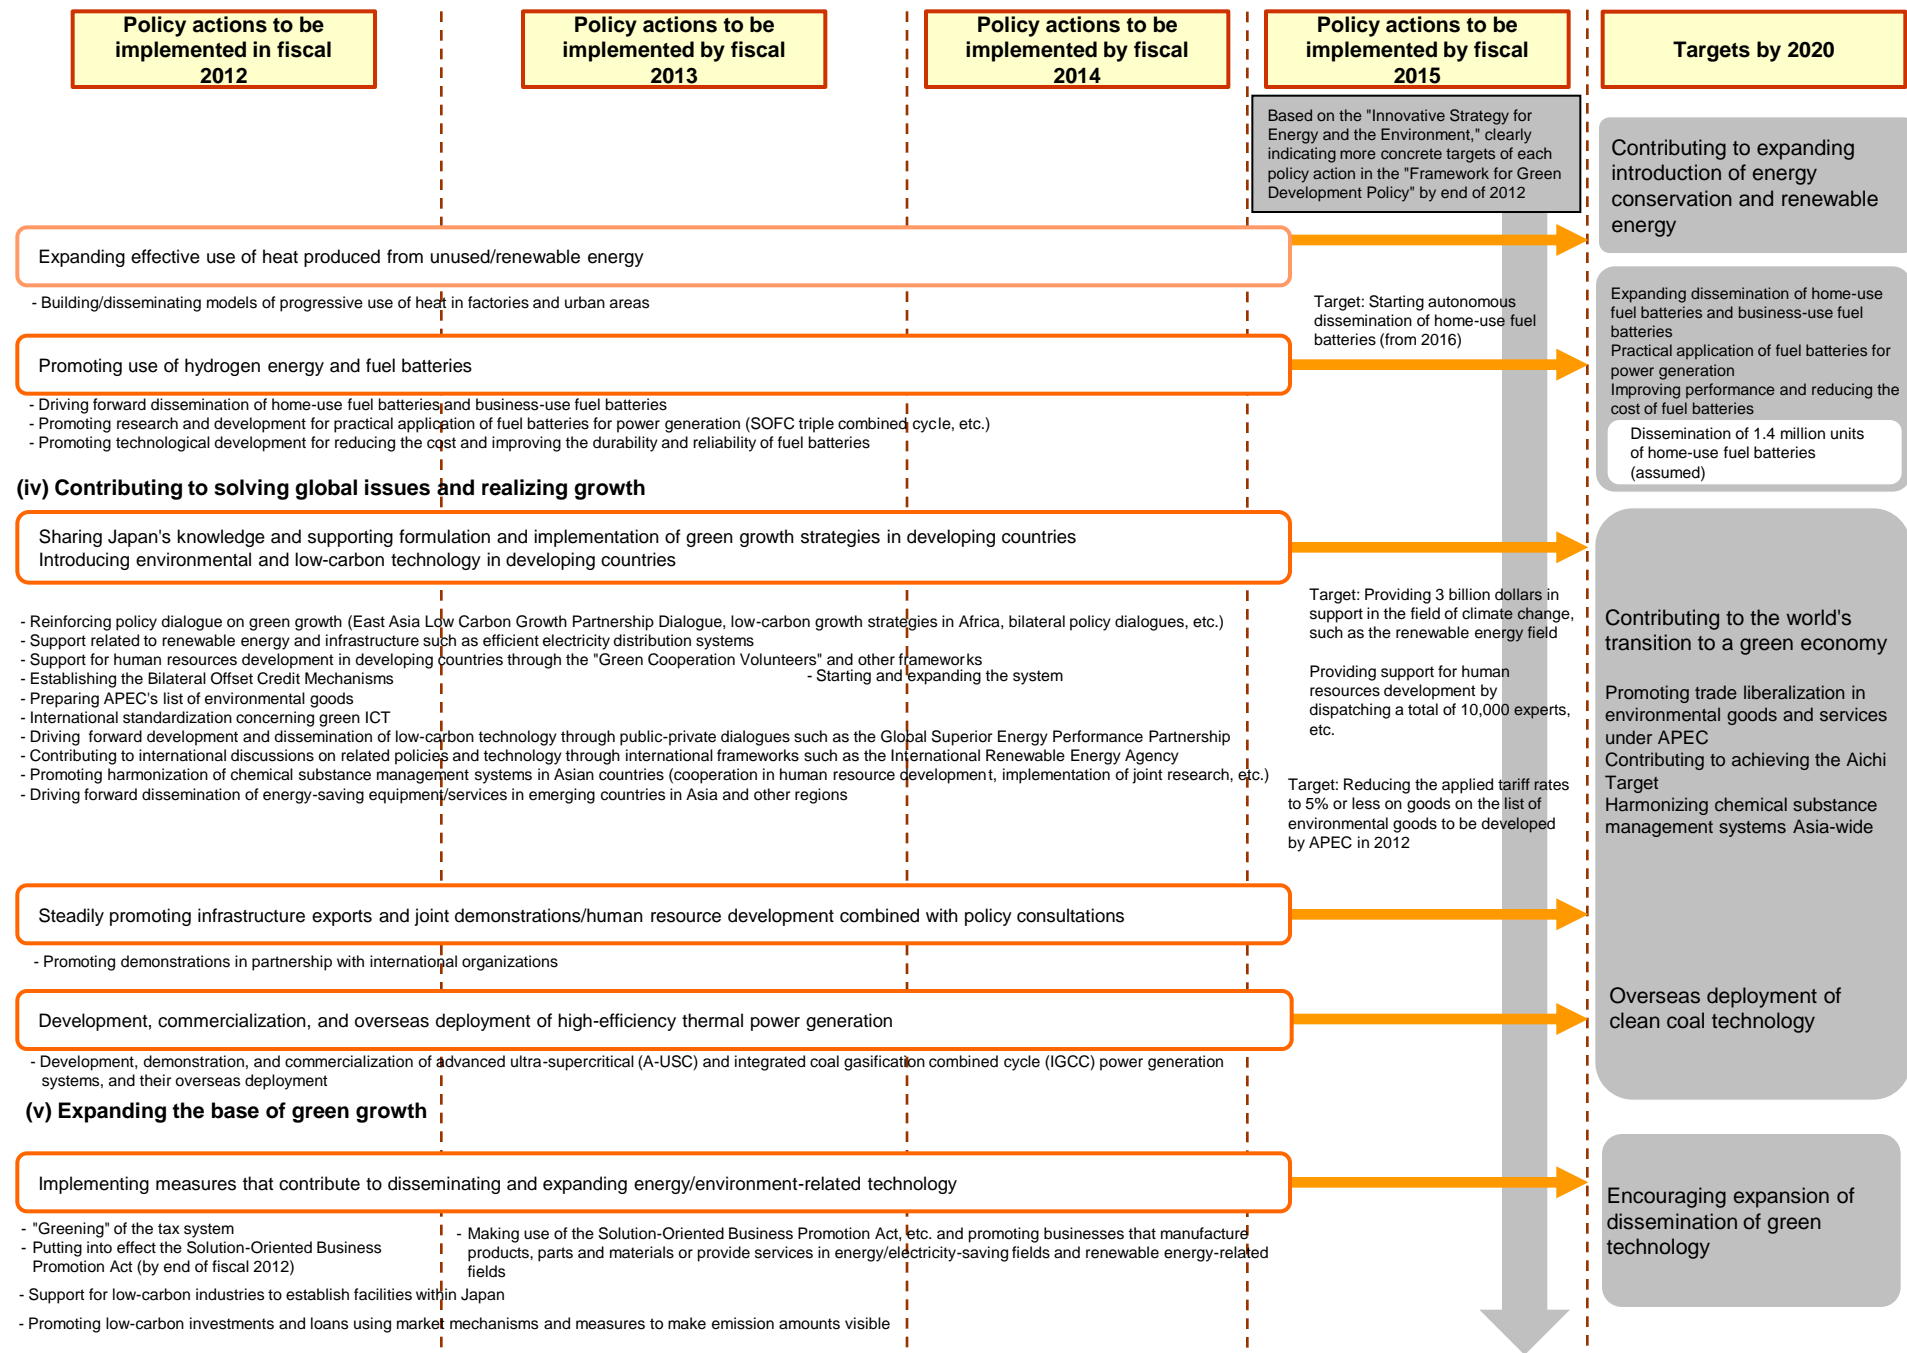 Policy actions to be
implemented in fiscal
2012
Policy actions to be
implemented by fiscal
2013
Policy actions to be
implemented by fiscal
2014
Policy actions to be
implemented by fiscal
2015
Targets by 2020
Based on the "Innovative Strategy for
Energy and the Environment," clearly
indicating more concrete targets of each
policy action in the "Framework for Green
Development Policy" by end of 2012
Contributing to expanding
introduction of energy
conservation and renewable
energy
Expanding effective use of heat produced from unused/renewable energy
- Building/disseminating models of progressive use of heat in factories and urban areas
Target: Starting autonomous
dissemination of home-use fuel
batteries (from 2016)
Expanding dissemination of home-use
fuel batteries and business-use fuel
batteries
Practical application of fuel batteries for
power generation
Improving performance and reducing the
cost of fuel batteries
Dissemination of 1.4 million units
of home-use fuel batteries
(assumed)
Promoting use of hydrogen energy and fuel batteries
- Driving forward dissemination of home-use fuel batteries and business-use fuel batteries
- Promoting research and development for practical application of fuel batteries for power generation (SOFC triple combined cycle, etc.)
- Promoting technological development for reducing the cost and improving the durability and reliability of fuel batteries
(iv) Contributing to solving global issues and realizing growth
Sharing Japan's knowledge and supporting formulation and implementation of green growth strategies in developing countries
Introducing environmental and low-carbon technology in developing countries
- Reinforcing policy dialogue on green growth (East Asia Low Carbon Growth Partnership Dialogue, low-carbon growth strategies in Africa, bilateral policy dialogues, etc.)
- Support related to renewable energy and infrastructure such as efficient electricity distribution systems
- Support for human resources development in developing countries through the "Green Cooperation Volunteers" and other frameworks
- Establishing the Bilateral Offset Credit Mechanisms
- Starting and expanding the system
- Preparing APEC's list of environmental goods
- International standardization concerning green ICT
- Driving forward development and dissemination of low-carbon technology through public-private dialogues such as the Global Superior Energy Performance Partnership
- Contributing to international discussions on related policies and technology through international frameworks such as the International Renewable Energy Agency
- Promoting harmonization of chemical substance management systems in Asian countries (cooperation in human resource development, implementation of joint research, etc.)
- Driving forward dissemination of energy-saving equipment/services in emerging countries in Asia and other regions
Target: Providing 3 billion dollars in
support in the field of climate change,
such as the renewable energy field
Providing support for human
resources development by
dispatching a total of 10,000 experts,
etc.
Target: Reducing the applied tariff rates
to 5% or less on goods on the list of
environmental goods to be developed
by APEC in 2012
Contributing to the world's
transition to a green economy
Promoting trade liberalization in
environmental goods and services
under APEC
Contributing to achieving the Aichi
Target
Harmonizing chemical substance
management systems Asia-wide
Steadily promoting infrastructure exports and joint demonstrations/human resource development combined with policy consultations
- Promoting demonstrations in partnership with international organizations
Development, commercialization, and overseas deployment of high-efficiency thermal power generation
Overseas deployment of
clean coal technology
- Development, demonstration, and commercialization of advanced ultra-supercritical (A-USC) and integrated coal gasification combined cycle (IGCC) power generation
systems, and their overseas deployment
(v) Expanding the base of green growth
Implementing measures that contribute to disseminating and expanding energy/environment-related technology
- "Greening" of the tax system
- Putting into effect the Solution-Oriented Business
Promotion Act (by end of fiscal 2012)
- Making use of the Solution-Oriented Business Promotion Act, etc. and promoting businesses that manufacture
products, parts and materials or provide services in energy/electricity-saving fields and renewable energy-related
fields
- Support for low-carbon industries to establish facilities within Japan
- Promoting low-carbon investments and loans using market mechanisms and measures to make emission amounts visible
Encouraging expansion of
dissemination of green
technology